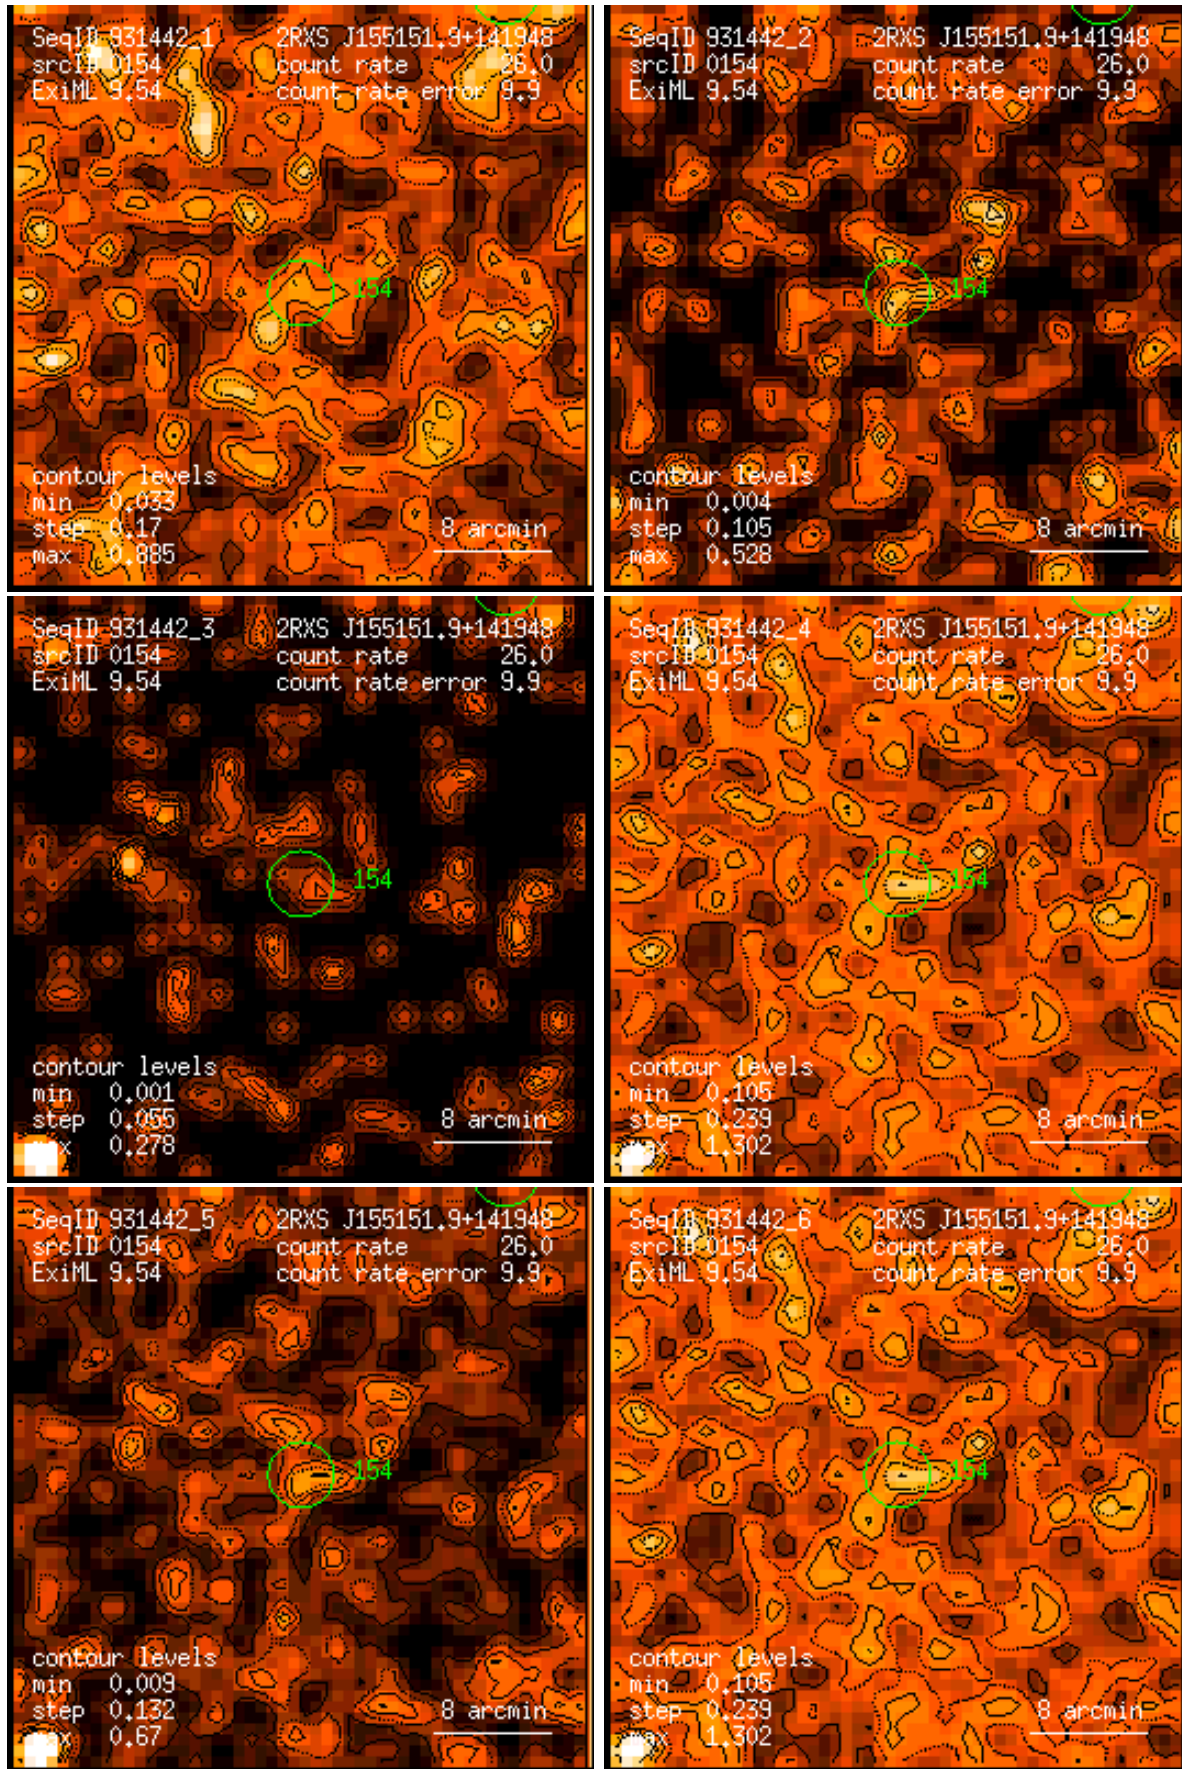 SeqID 931442_1 2RXS J155151.9+141948
srcID 0154 count rate 26.0
ExiML 9.54 count rate error 9.9
154
contour levels
min 0.033
step 0.17 8 arcmin
max 0.885
SeqID 931442_2 2RXS J155151.9+141948
srcID 0154 count rate 26.0
ExiML 9.54 count rate error 9.9
154
contour levels
min 0.004
step 0.105 8 arcmin
max 0.528
SeqID 931442_3 2RXS J155151.9+141948
srcID 0154 count rate 26.0
ExiML 9.54 count rate error 9.9
154
contour levels
min 0.001
step 0.055 8 arcmin
max 0.278
SeqID 931442_4 2RXS J155151.9+141948
srcID 0154 count rate 26.0
ExiML 9.54 count rate error 9.9
154
contour levels
min 0.105
step 0.239 8 arcmin
max 1.302
SeqID 931442_5 2RXS J155151.9+141948
srcID 0154 count rate 26.0
ExiML 9.54 count rate error 9.9
154
contour levels
min 0.009
step 0.132 8 arcmin
max 0.67
SeqID 931442_6 2RXS J155151.9+141948
srcID 0154 count rate 26.0
ExiML 9.54 count rate error 9.9
154
contour levels
min 0.105
step 0.239 8 arcmin
max 1.302